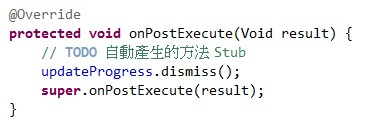 @Override
protected void onPostExecute(Void result) {
// TODO 自動產生的方法 Stub
updateProgress.dismiss();
super.onPostExecute(result);
}